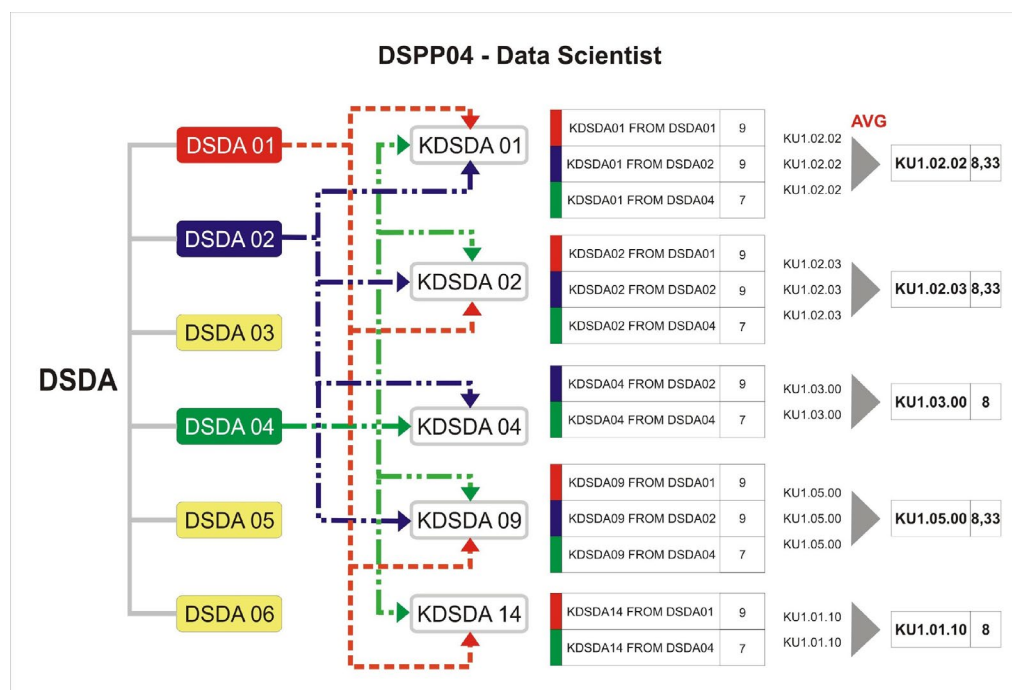 DSPP04 - Data Scientist
DSDA
DSDA 01
DSDA 02
DSDA 03
DSDA 04
DSDA 05
DSDA 06
KDSDA 01
KDSDA 02
KDSDA 04
KDSDA 09
KDSDA 14
KDSDA01 FROM DSDA01 9
KDSDA01 FROM DSDA02 9
KDSDA01 FROM DSDA04 7
KU1.02.02
KU1.02.02
KU1.02.02
AVG
KU1.02.02 8,33
KDSDA02 FROM DSDA01 9
KDSDA02 FROM DSDA02 9
KDSDA02 FROM DSDA04 7
KU1.02.03
KU1.02.03
KU1.02.03
KU1.02.03 8,33
KDSDA04 FROM DSDA02 9
KDSDA04 FROM DSDA04 7
KU1.03.00
KU1.03.00
KU1.03.00 8
KDSDA09 FROM DSDA01 9
KDSDA09 FROM DSDA02 9
KDSDA09 FROM DSDA04 7
KU1.05.00
KU1.05.00
KU1.05.00
KU1.05.00 8,33
KDSDA14 FROM DSDA01 9
KDSDA14 FROM DSDA04 7
KU1.01.10
KU1.01.10
KU1.01.10 8